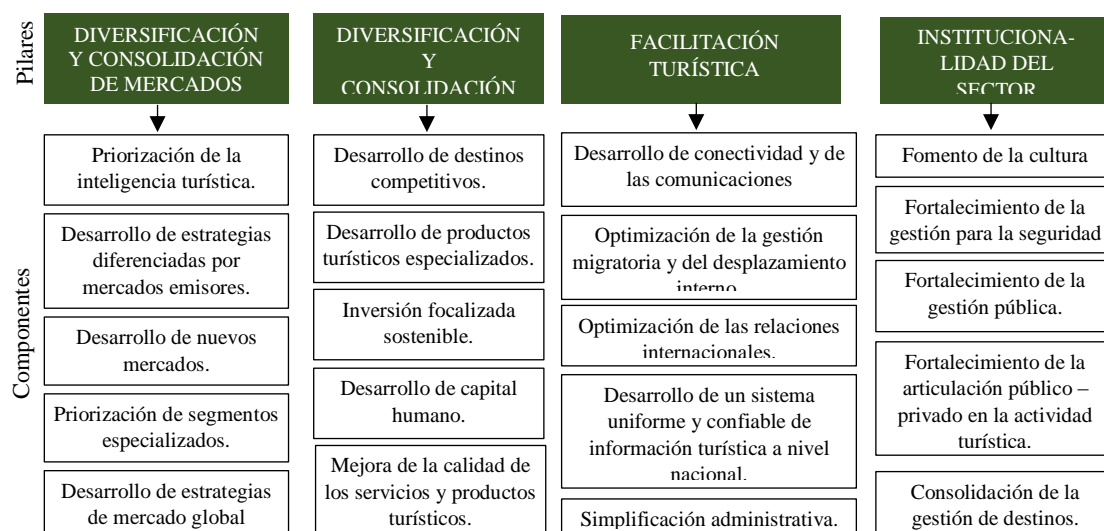 Pilares
DIVERSIFICACIÓN
Y CONSOLIDACIÓN
DE MERCADOS
DIVERSIFICACIÓN
Y
CONSOLIDACIÓN
FACILITACIÓN
TURÍSTICA
INSTITUCIONA-
LIDAD DEL
SECTOR
Componentes
Priorización de la
inteligencia turística.
Desarrollo de estrategias
diferenciadas por
mercados emisores.
Desarrollo de nuevos
mercados.
Priorización de segmentos
especializados.
Desarrollo de estrategias
de mercado global
Desarrollo de destinos
competitivos.
Desarrollo de productos
turísticos especializados.
Inversión focalizada
sostenible.
Desarrollo de capital
humano.
Mejora de la calidad de
los servicios y productos
turísticos.
Desarrollo de conectividad y de
las comunicaciones
Optimización de la gestión
migratoria y del desplazamiento
interno
Optimización de las relaciones
internacionales.
Desarrollo de un sistema
uniforme y confiable de
información turística a nivel
nacional.
Simplificación administrativa.
Fomento de la cultura
Fortalecimiento de la
gestión para la seguridad
Fortalecimiento de la
gestión pública.
Fortalecimiento de la
articulación público –
privado en la actividad
turística.
Consolidación de la
gestión de destinos.